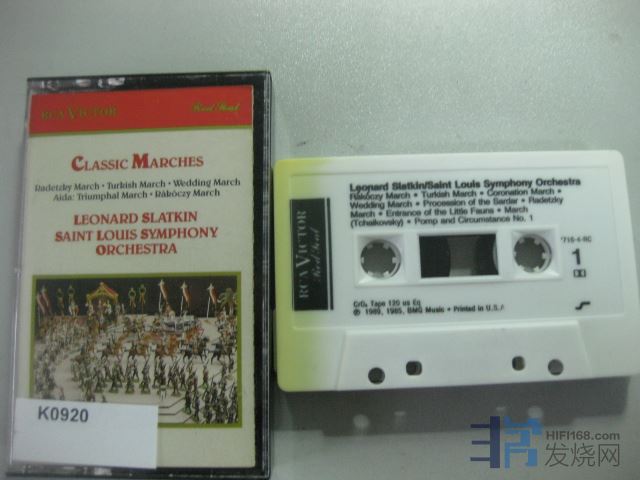 RCA VICTOR
Red Seal
CLASSIC MARCHES
Radetzky March • Turkish March • Wedding March
Aida: Triumphal March • Rákóczy March
LEONARD SLATKIN
SAINT LOUIS SYMPHONY
ORCHESTRA
K0920
RCA VICTOR
Red Seal
Leonard Slatkin/Saint Louis Symphony Orchestra
Rákóczy March • Turkish March • Coronation March •
Wedding March • Procession of the Sardar • Radetzky
March • Entrance of the Little Fauns • March
(Tchaikovsky) • Pomp and Circumstance No. 1
1
CrO₂ Tape 120 us Eq
℗ 1989, 1985, BMG Music • Printed in U.S.A.
HIFI168.com
发烧网